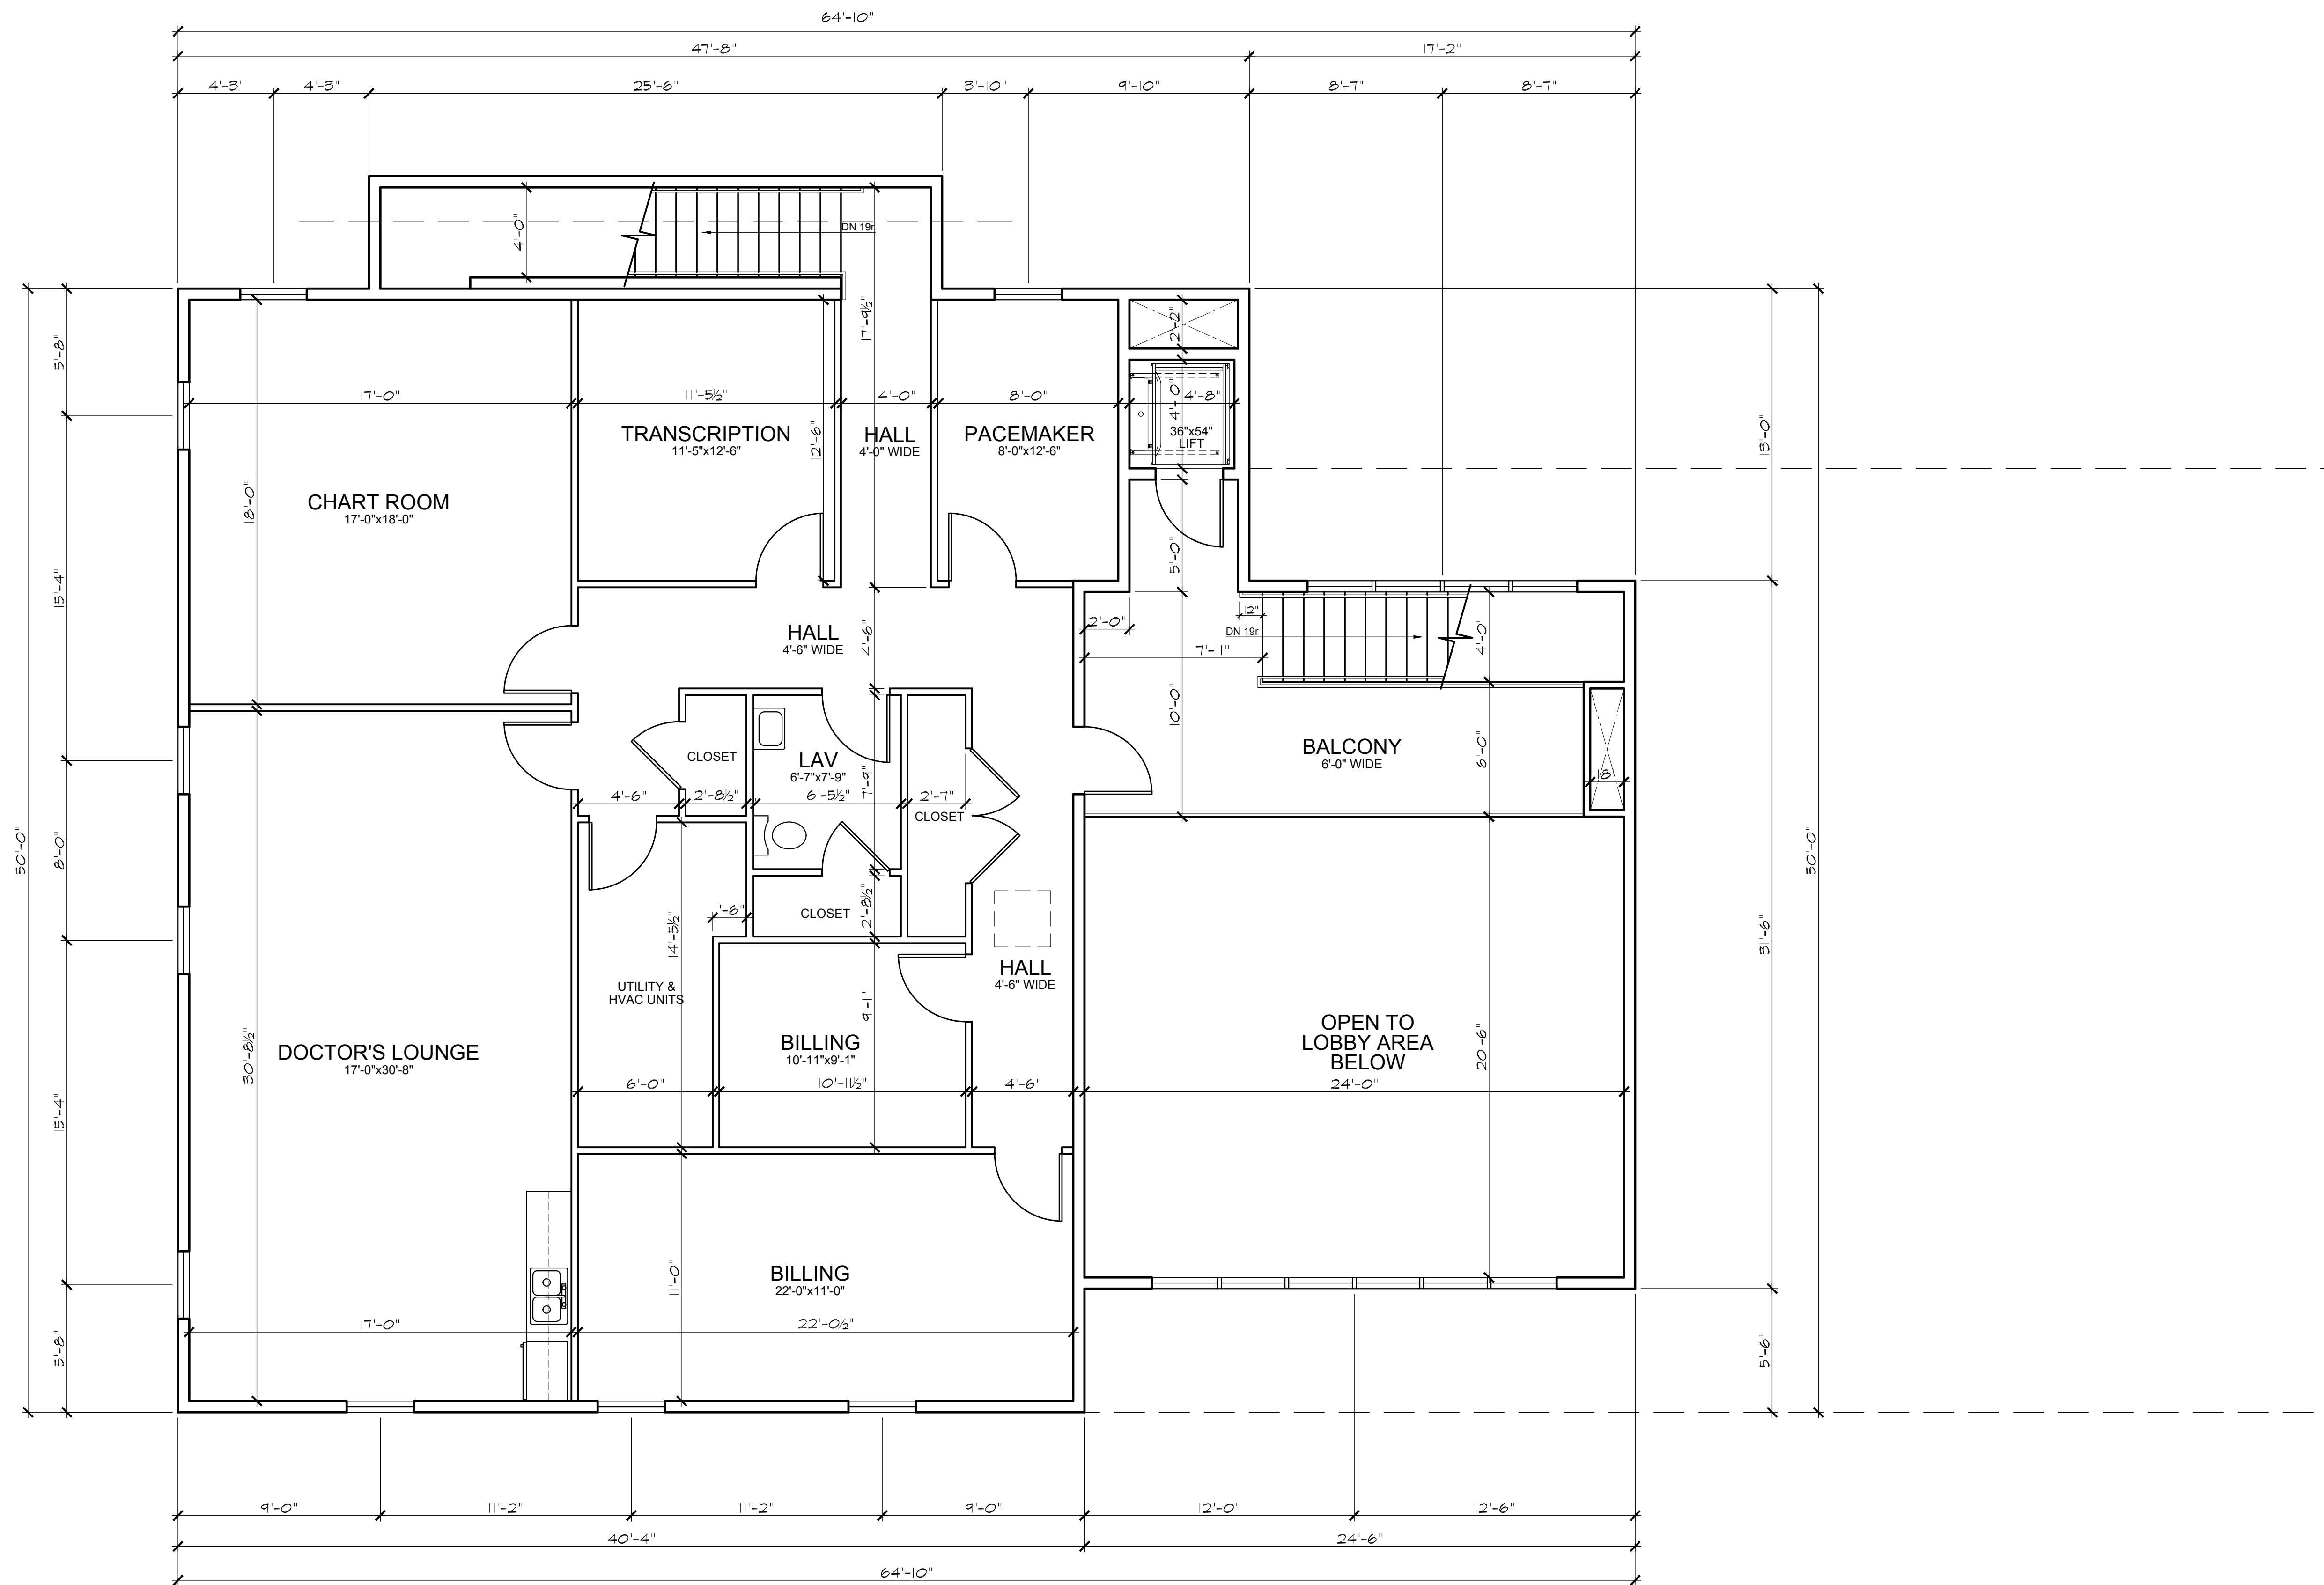 64'-10"
47'-8"
17'-2"
4'-3"
4'-3"
25'-6"
3'-10"
9'-10"
8'-7"
8'-7"
4'-0"
DN 19r
17'-9½"
2'-2"
5'-8"
17'-0"
11'-5½"
4'-0"
8'-0"
4'-10"
4'-8"
12'-6"
TRANSCRIPTION
11'-5"x12'-6"
HALL
4'-0" WIDE
PACEMAKER
8'-0"x12'-6"
36"x54"
LIFT
13'-0"
CHART ROOM
17'-0"x18'-0"
18'-0"
5'-0"
15'-4"
12"
2'-0"
DN 19r
4'-0"
HALL
4'-6" WIDE
4'-6"
7'-11"
10'-0"
BALCONY
6'-0" WIDE
6'-0"
18"
CLOSET
LAV
6'-7"x7'-9"
7'-9"
4'-6"
2'-8½"
6'-5½"
2'-7"
CLOSET
50'-0"
8'-0"
50'-0"
1'-6"
CLOSET
2'-8½"
14'-5½"
31'-6"
HALL
4'-6" WIDE
UTILITY &
HVAC UNITS
9'-1"
DOCTOR'S LOUNGE
17'-0"x30'-8"
30'-8½"
BILLING
10'-11"x9'-1"
OPEN TO
LOBBY AREA
BELOW
20'-6"
6'-0"
10'-11½"
4'-6"
24'-0"
15'-4"
11'-0"
BILLING
22'-0"x11'-0"
17'-0"
22'-0½"
5'-8"
5'-6"
9'-0"
11'-2"
11'-2"
9'-0"
12'-0"
12'-6"
40'-4"
24'-6"
64'-10"